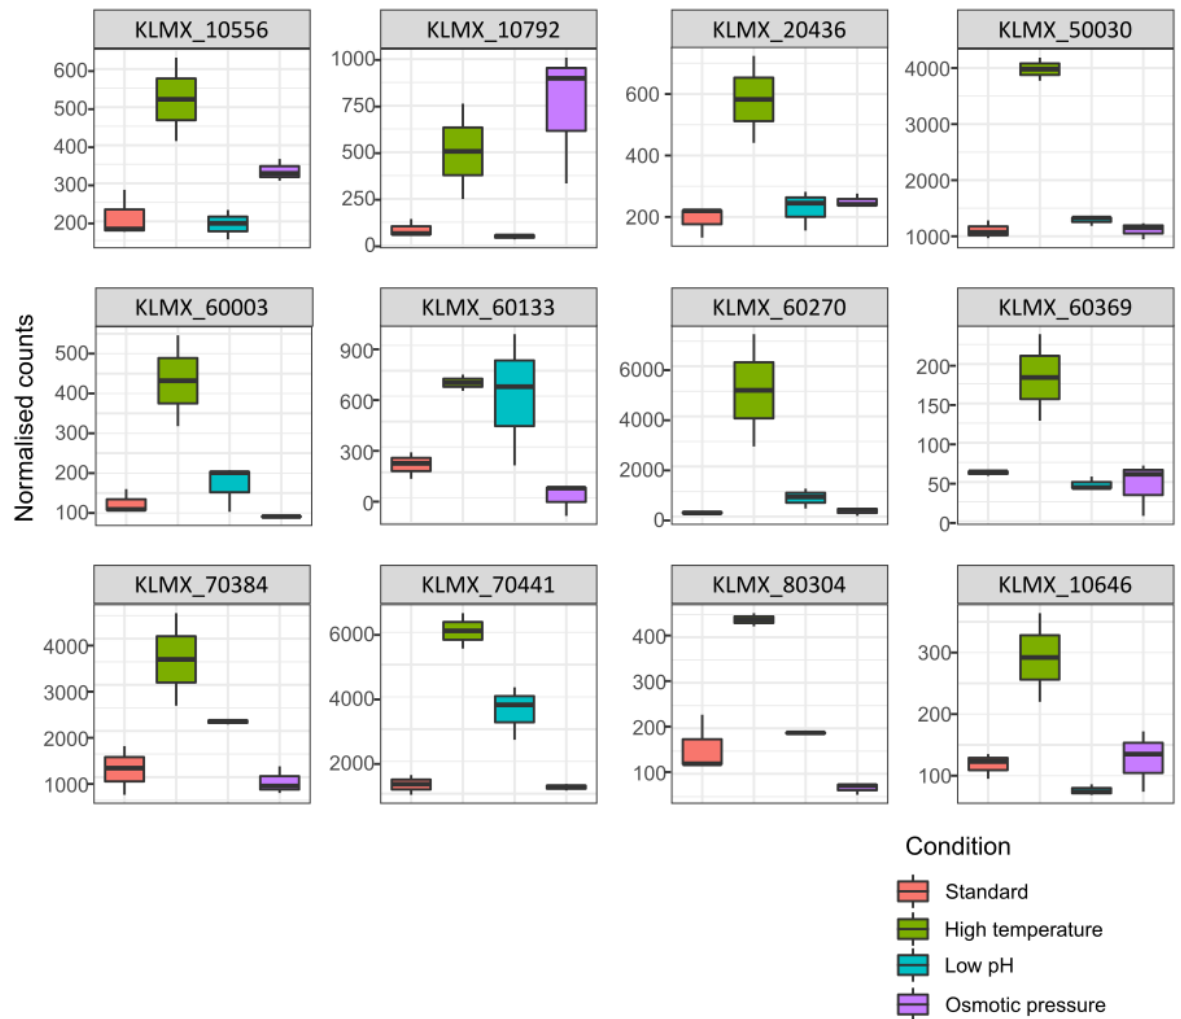 KLMX_10556 KLMX_10792 KLMX_20436 KLMX_50030
600 500 400 300 200
1000 750 500 250 0
600 400 200
4000 3000 2000 1000
Normalised counts
KLMX_60003 KLMX_60133 KLMX_60270 KLMX_60369
500 400 300 200 100
900 600 300 0
6000 4000 2000 0
200 150 100 50 0
KLMX_70384 KLMX_70441 KLMX_80304 KLMX_10646
4000 3000 2000 1000
6000 4000 2000
400 300 200 100
300 200 100
Condition
Standard
High temperature
Low pH
Osmotic pressure